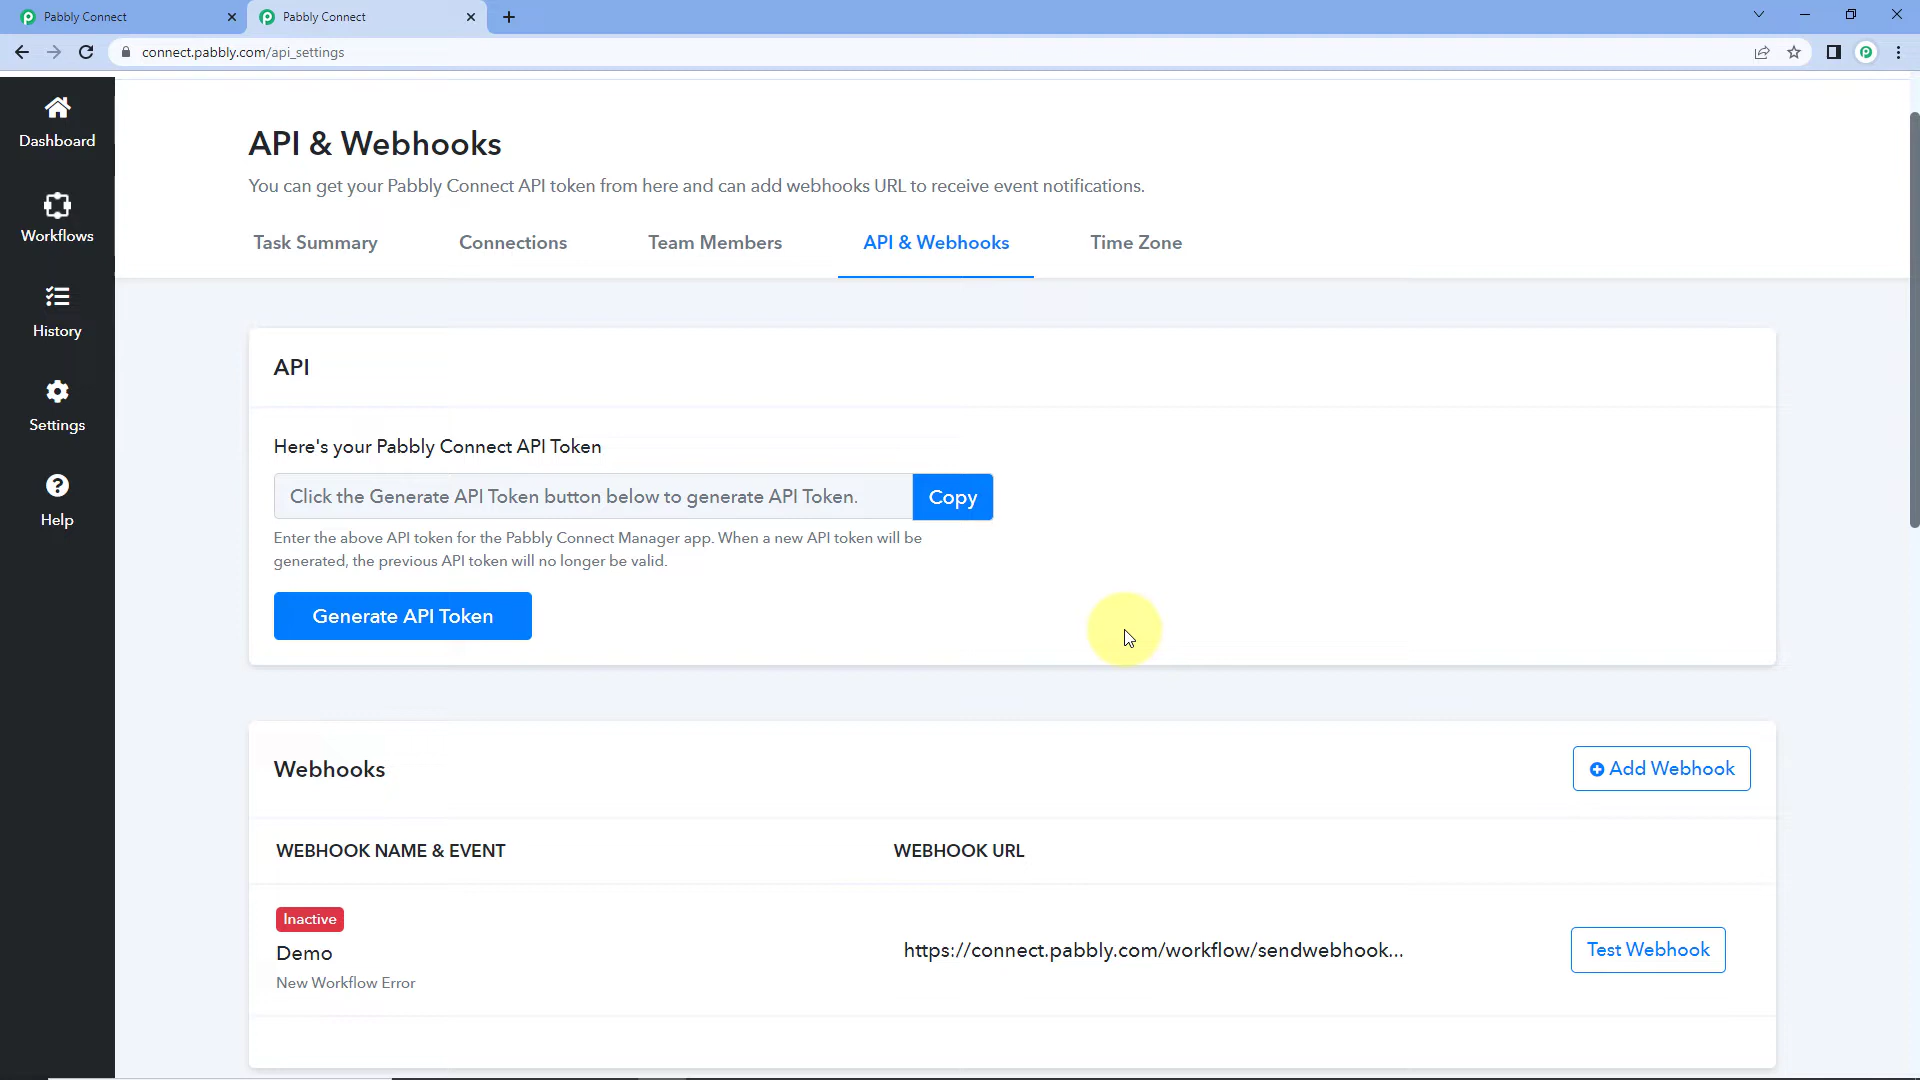 Pabbly Connect
Pabbly Connect
connect.pabbly.com/api_settings
Dashboard
Workflows
History
Settings
Help
API & Webhooks
You can get your Pabbly Connect API token from here and can add webhooks URL to receive event notifications.
Task Summary Connections Team Members API & Webhooks Time Zone
API
Here's your Pabbly Connect API Token
Click the Generate API Token button below to generate API Token. Copy
Enter the above API token for the Pabbly Connect Manager app. When a new API token will be
generated, the previous API token will no longer be valid.
Generate API Token
Webhooks
Add Webhook
WEBHOOK NAME & EVENT WEBHOOK URL
Inactive
Demo
New Workflow Error
https://connect.pabbly.com/workflow/sendwebhook...
Test Webhook